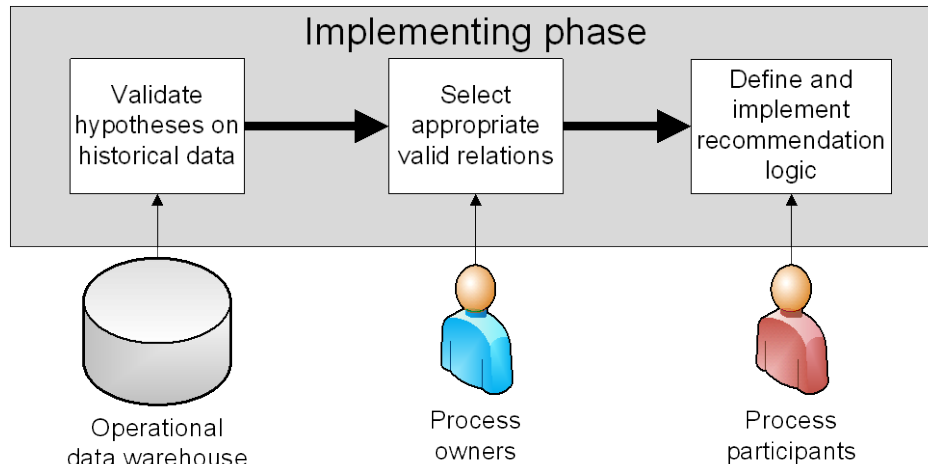 Implementing phase
Validate
hypotheses on
historical data
Select
appropriate
valid relations
Define and
implement
recommendation
logic
Operational
data warehouse
Process
owners
Process
participants